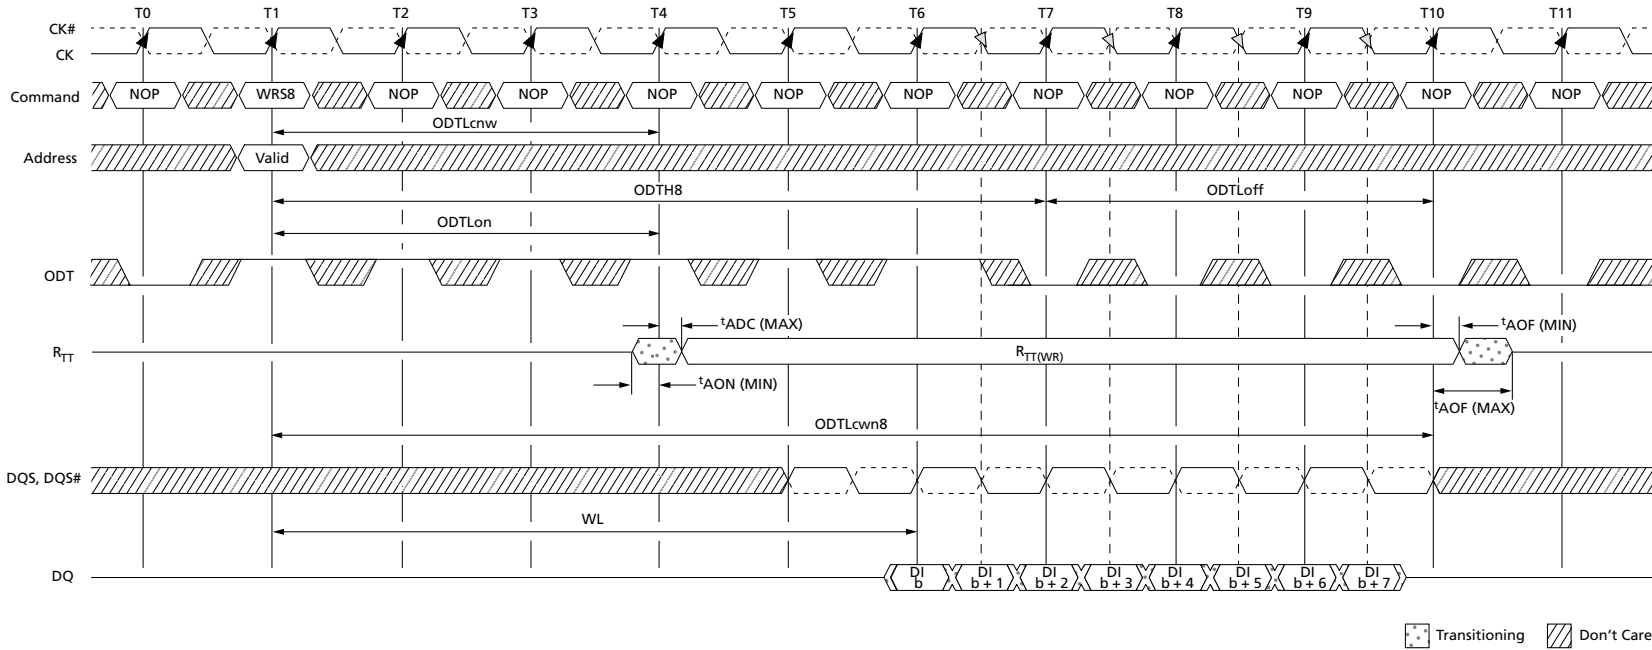 T0 T1 T2 T3 T4 T5 T6 T7 T8 T9 T10 T11
CK#
CK
Command NOP WRS8 NOP NOP NOP NOP NOP NOP NOP NOP NOP NOP
ODTLcnw
Address Valid
ODTH8 ODTLoff
ODTLon
ODT
tADC (MAX) tAOF (MIN)
RTT RTT(WR)
tAON (MIN)
tAOF (MAX)
ODTLcwn8
DQS, DQS#
WL
DQ
DI b
DI b + 1
DI b + 2
DI b + 3
DI b + 4
DI b + 5
DI b + 6
DI b + 7
Transitioning Don't Care